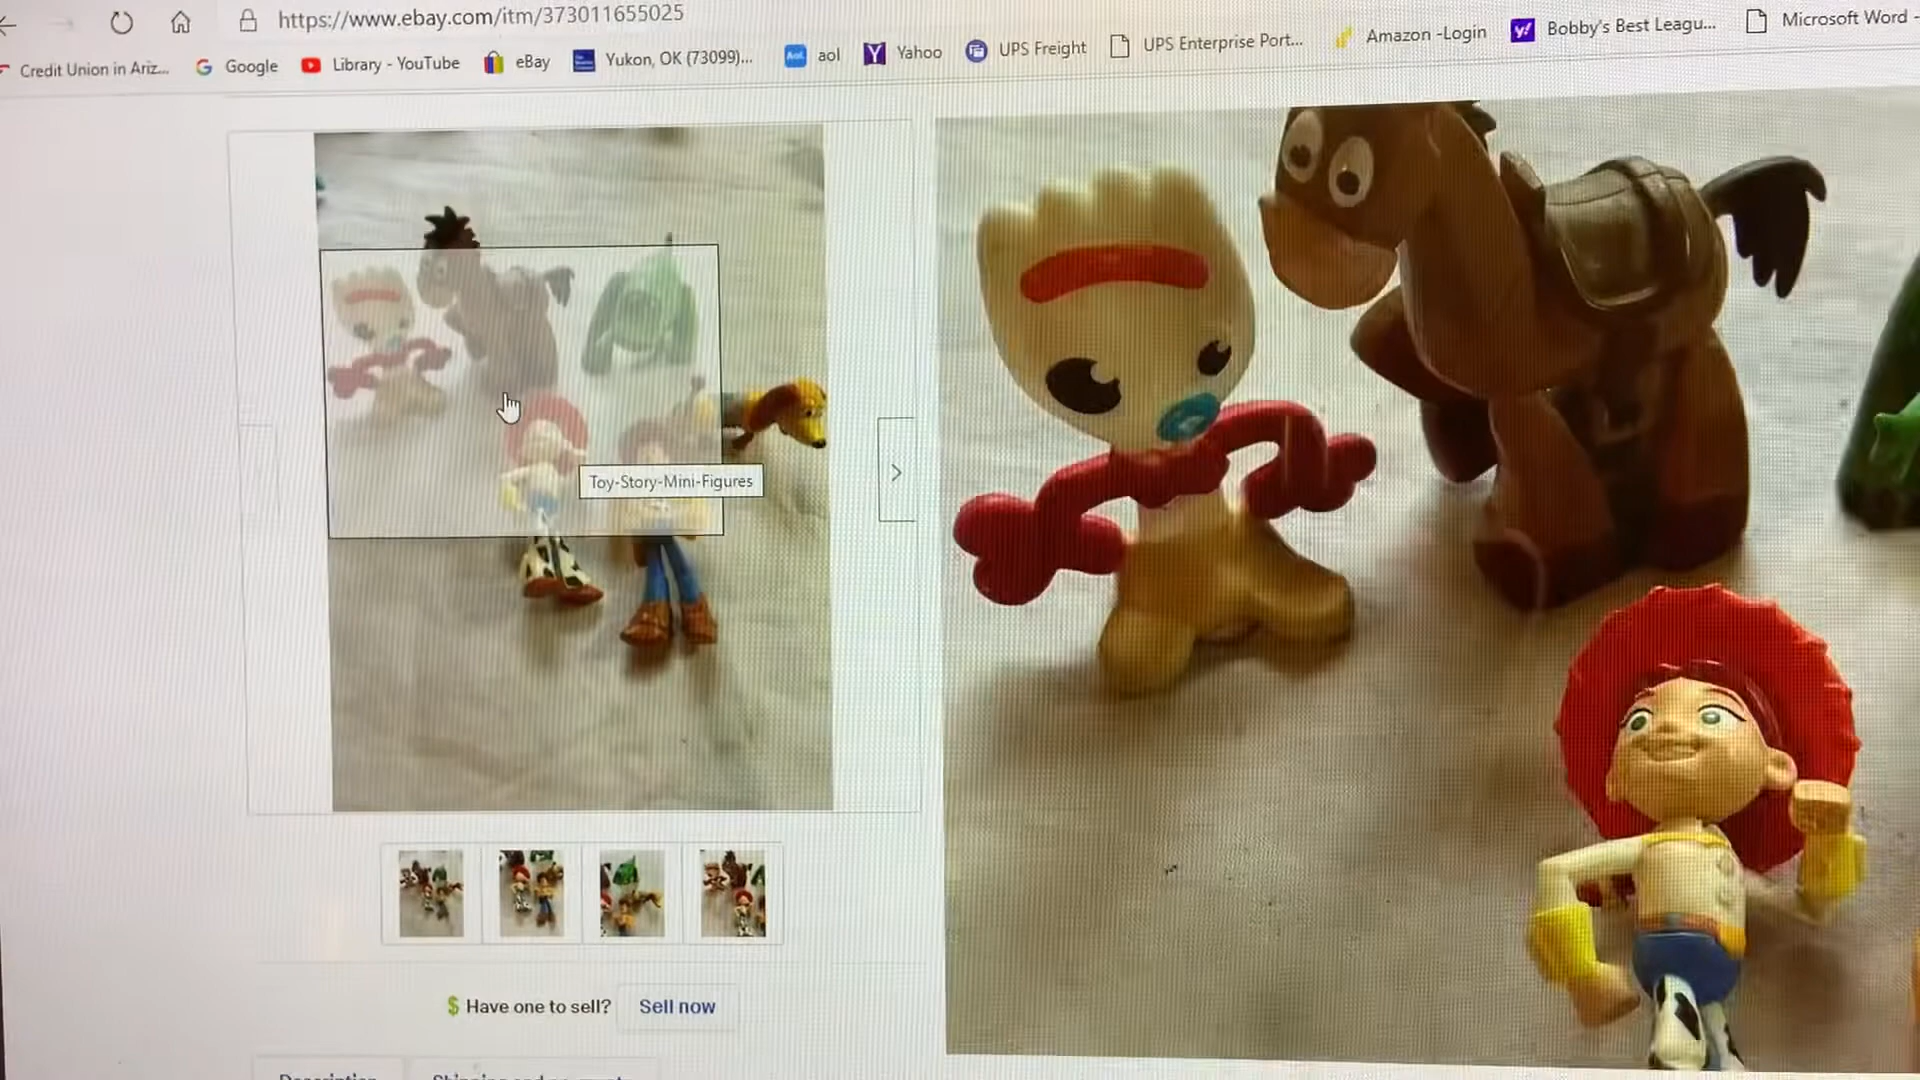 https://www.ebay.com/itm/373011655025
Credit Union in Ariz... Google Library - YouTube eBay Yukon, OK (73099)... Aol aol Yahoo UPS Freight UPS Enterprise Port... Amazon -Login Bobby's Best Leagu... Microsoft Word -
Toy-Story-Mini-Figures
$ Have one to sell? Sell now